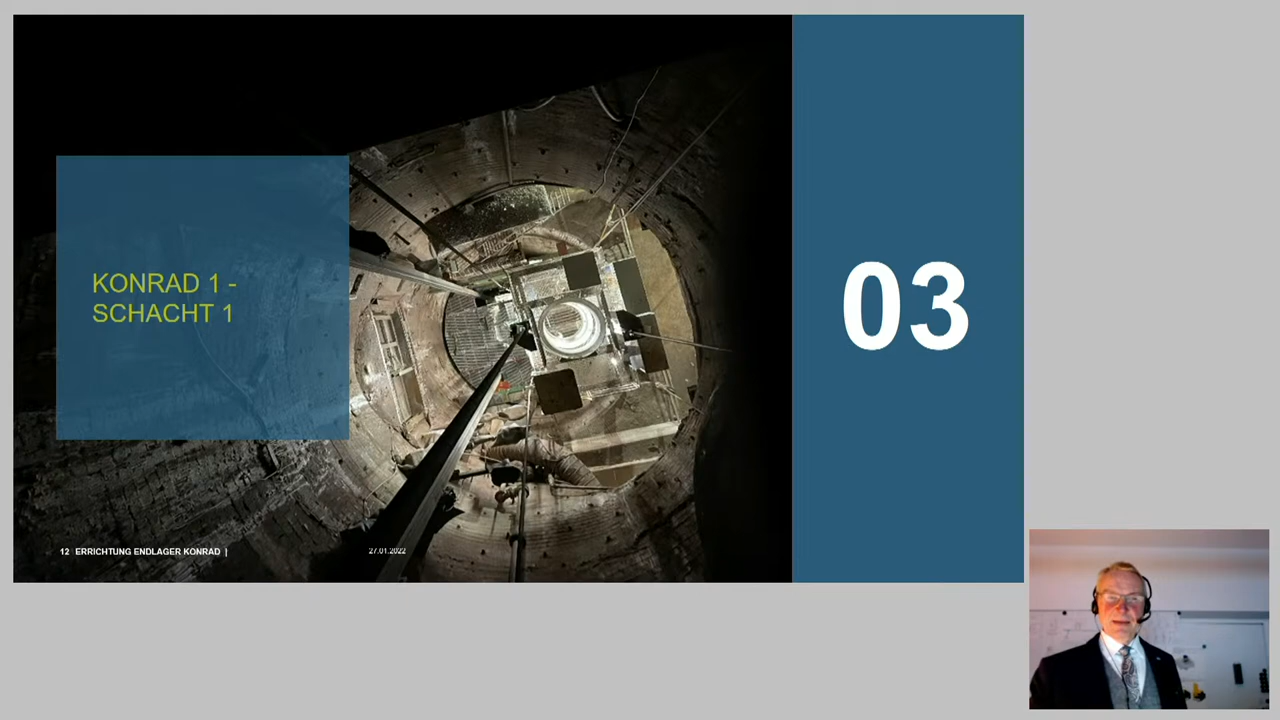 KONRAD 1 -
SCHACHT 1
03
12 ERRICHTUNG ENDLAGER KONRAD |
27.01.2022